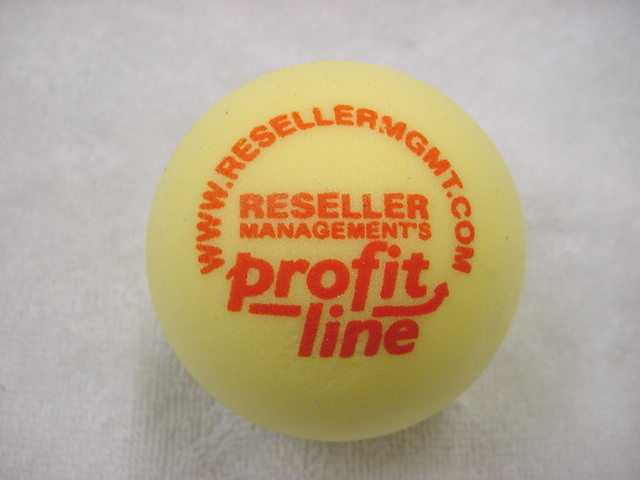 WWW.RESELLERMGMT.COM
RESELLER
MANAGEMENT'S
profit
line